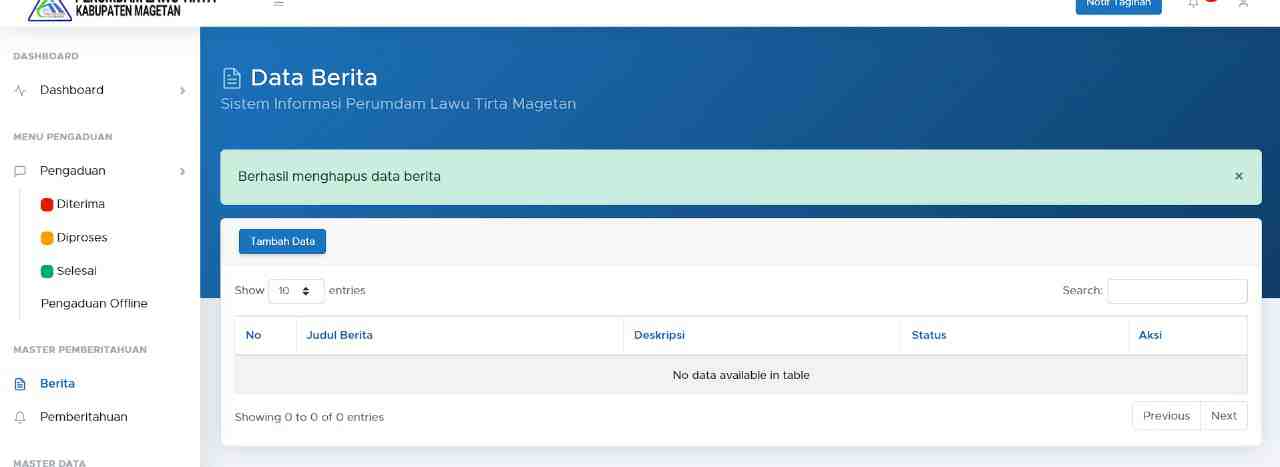 PERUMDAM LAWU TIRTA
KABUPATEN MAGETAN
Notif Tagihan
DASHBOARD
Dashboard
MENU PENGADUAN
Pengaduan
Diterima
Diproses
Selesai
Pengaduan Offline
MASTER PEMBERITAHUAN
Berita
Pemberitahuan
MASTER DATA
Data Berita
Sistem Informasi Perumdam Lawu Tirta Magetan
Berhasil menghapus data berita ×
Tambah Data
Show 10 entries Search:
No Judul Berita Deskripsi Status Aksi
No data available in table
Showing 0 to 0 of 0 entries Previous Next